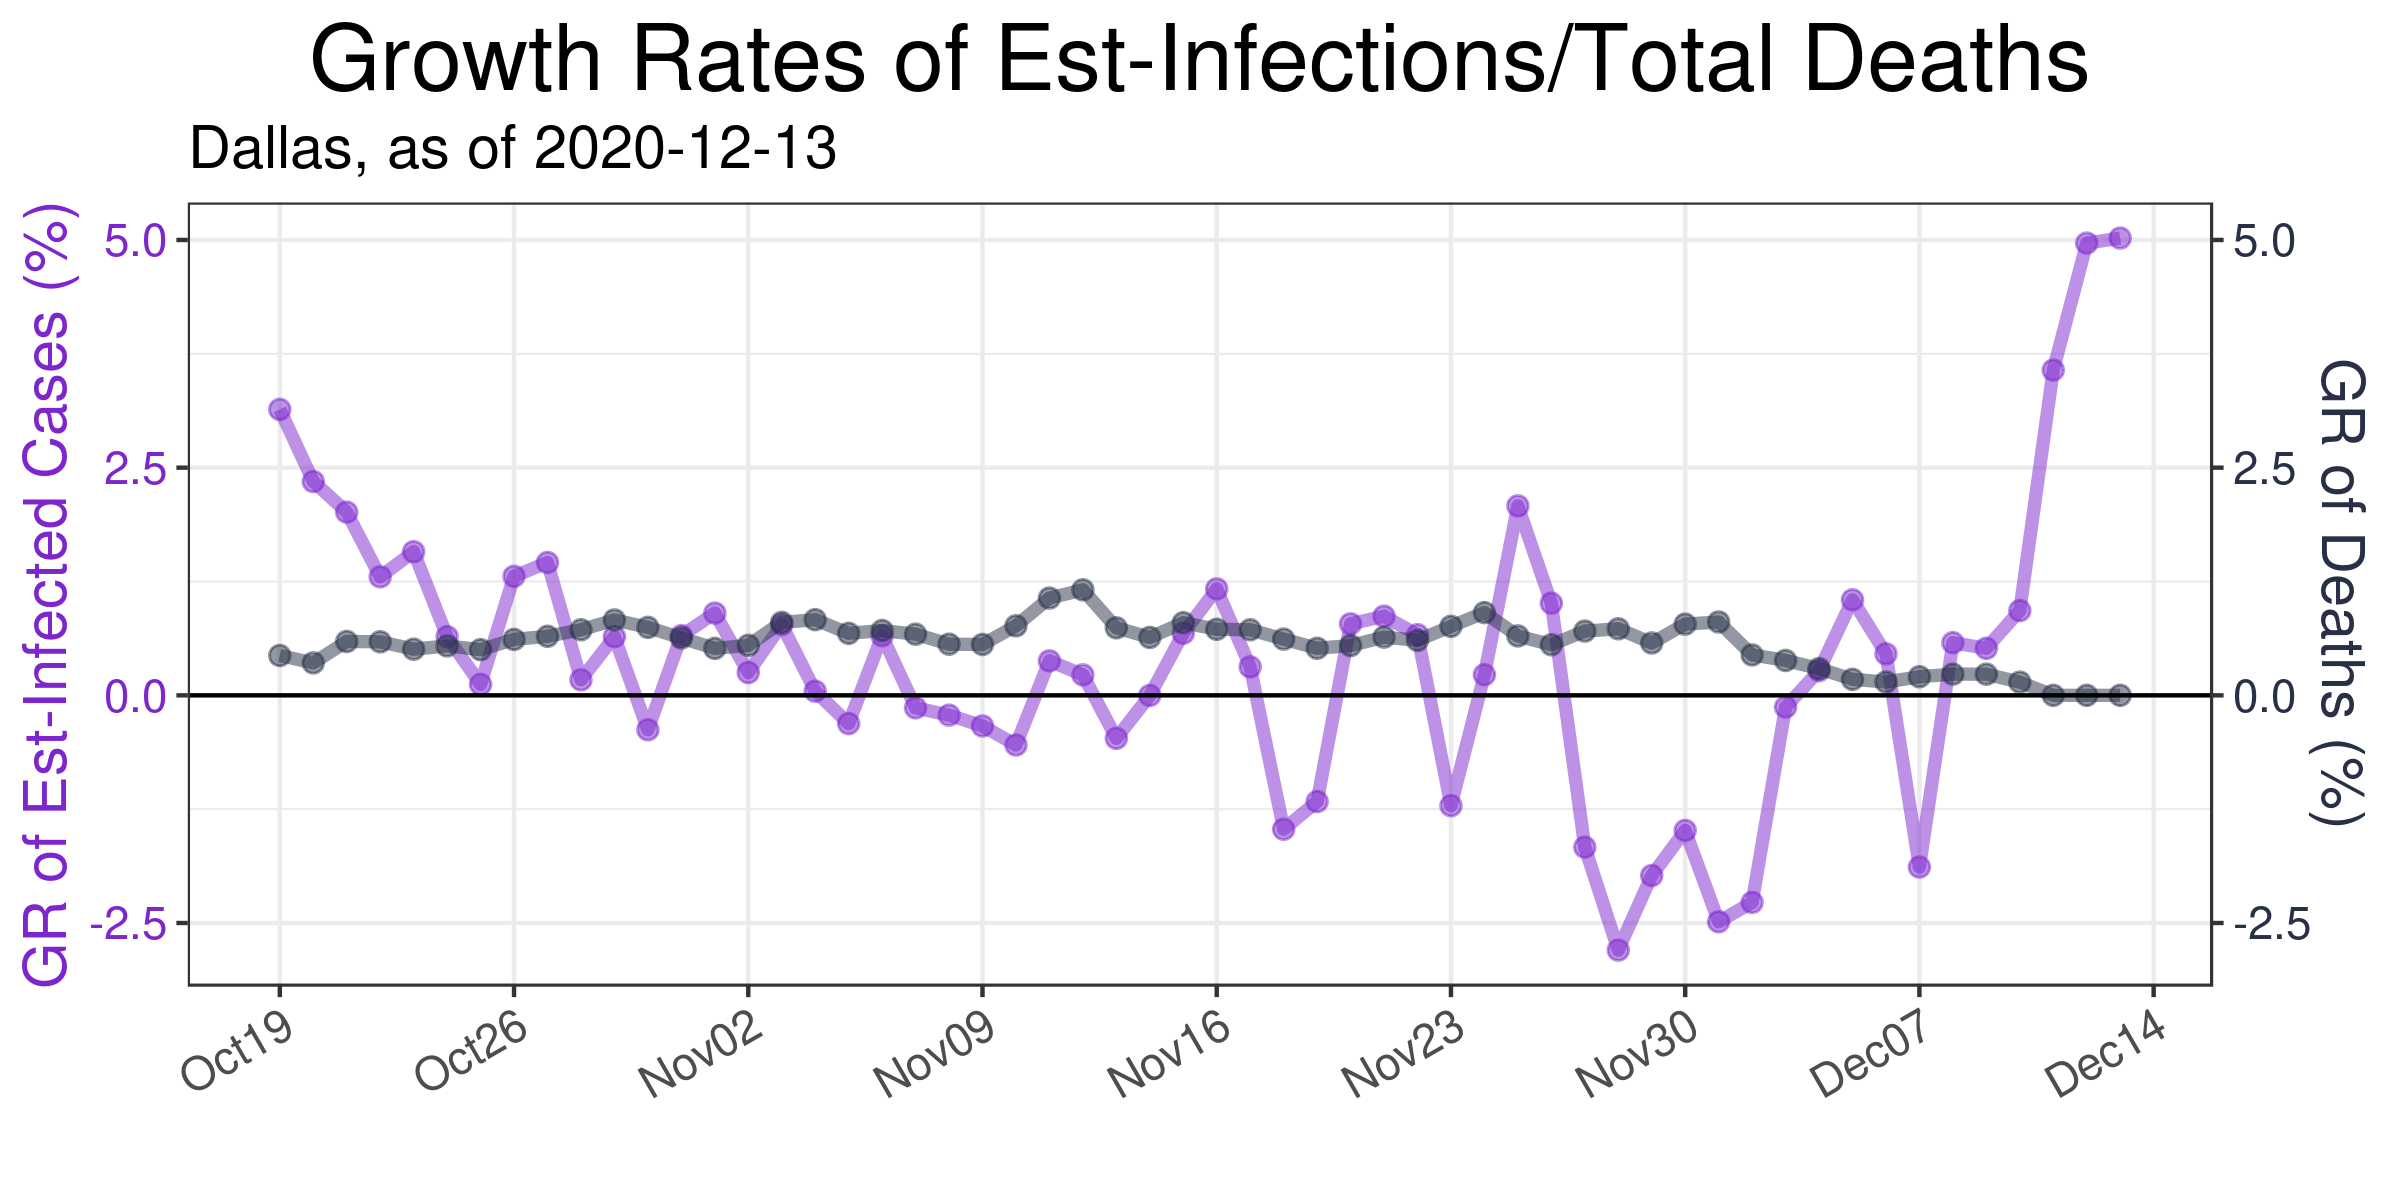 Growth Rates of Est-Infections/Total Deaths
Dallas, as of 2020-12-13
GR of Est-Infected Cases (%)
5.0
2.5
0.0
-2.5
5.0
2.5
0.0
-2.5
GR of Deaths (%)
Oct19
Oct26
Nov02
Nov09
Nov16
Nov23
Nov30
Dec07
Dec14